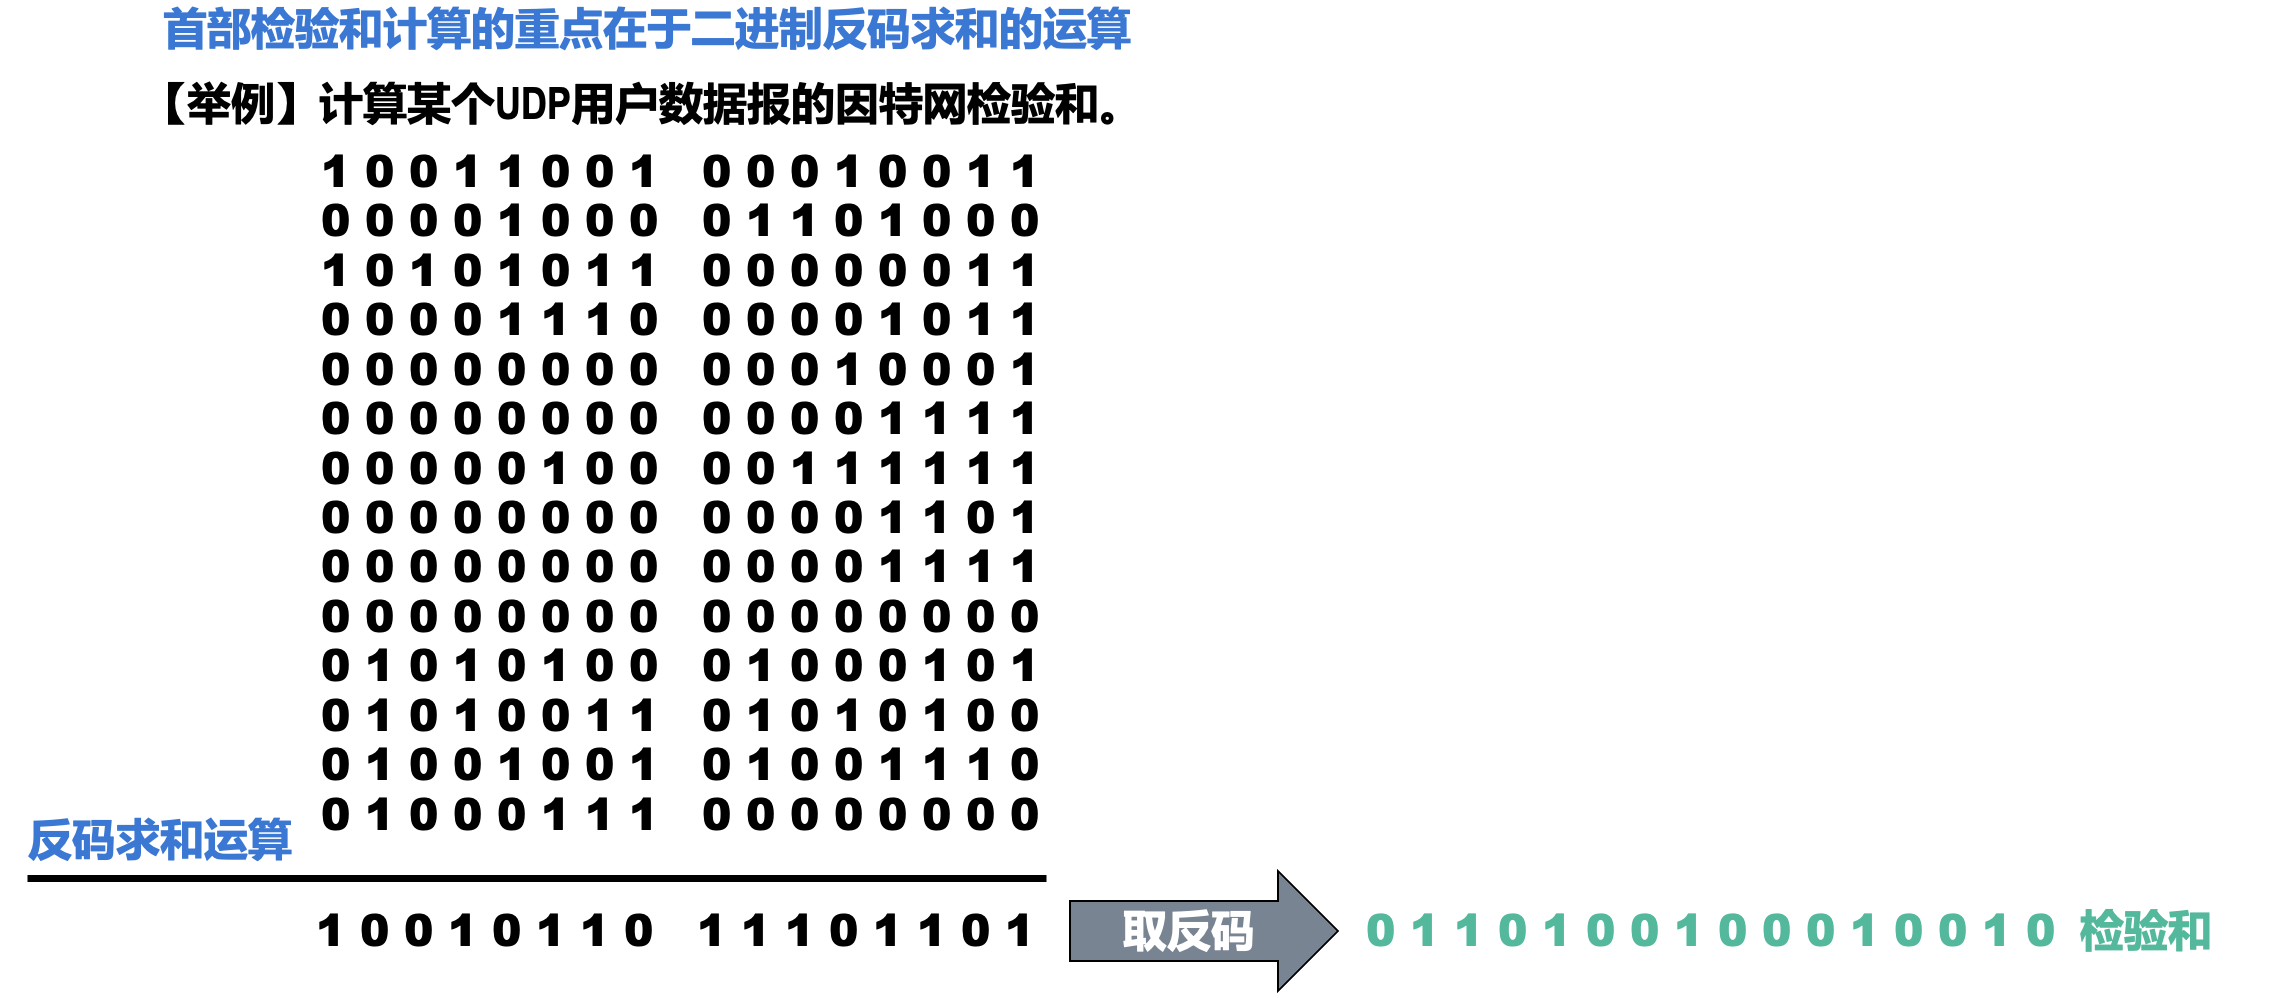 首部检验和计算的重点在于二进制反码求和的运算
【举例】计算某个UDP用户数据报的因特网检验和。
1 0 0 1 1 0 0 1 0 0 0 1 0 0 1 1
0 0 0 0 1 0 0 0 0 1 1 0 1 0 0 0
1 0 1 0 1 0 1 1 0 0 0 0 0 0 1 1
0 0 0 0 1 1 1 0 0 0 0 0 1 0 1 1
0 0 0 0 0 0 0 0 0 0 0 1 0 0 0 1
0 0 0 0 0 0 0 0 0 0 0 0 1 1 1 1
0 0 0 0 0 1 0 0 0 0 1 1 1 1 1 1
0 0 0 0 0 0 0 0 0 0 0 0 1 1 0 1
0 0 0 0 0 0 0 0 0 0 0 0 1 1 1 1
0 0 0 0 0 0 0 0 0 0 0 0 0 0 0 0
0 1 0 1 0 1 0 0 0 1 0 0 0 1 0 1
0 1 0 1 0 0 1 1 0 1 0 1 0 1 0 0
0 1 0 0 1 0 0 1 0 1 0 0 1 1 1 0
0 1 0 0 0 1 1 1 0 0 0 0 0 0 0 0
反码求和运算
1 0 0 1 0 1 1 0 1 1 1 0 1 1 0 1
取反码
0 1 1 0 1 0 0 1 0 0 0 1 0 0 1 0 检验和